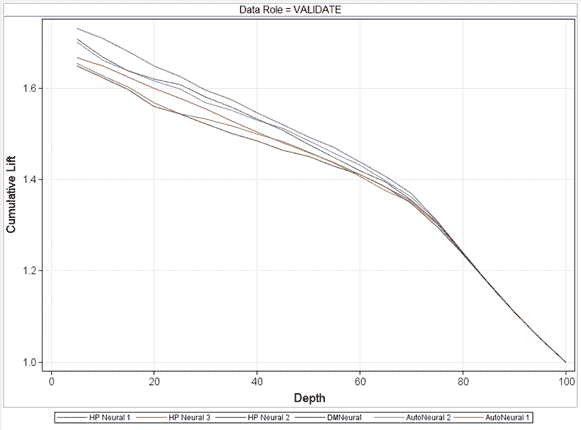 Data Role = VALIDATE
Cumulative Lift
1.6
1.4
1.2
1.0
0 20 40 60 80 100
Depth
HP Neural 1 HP Neural 3 HP Neural 2 DMNeural AutoNeural 2 AutoNeural 1